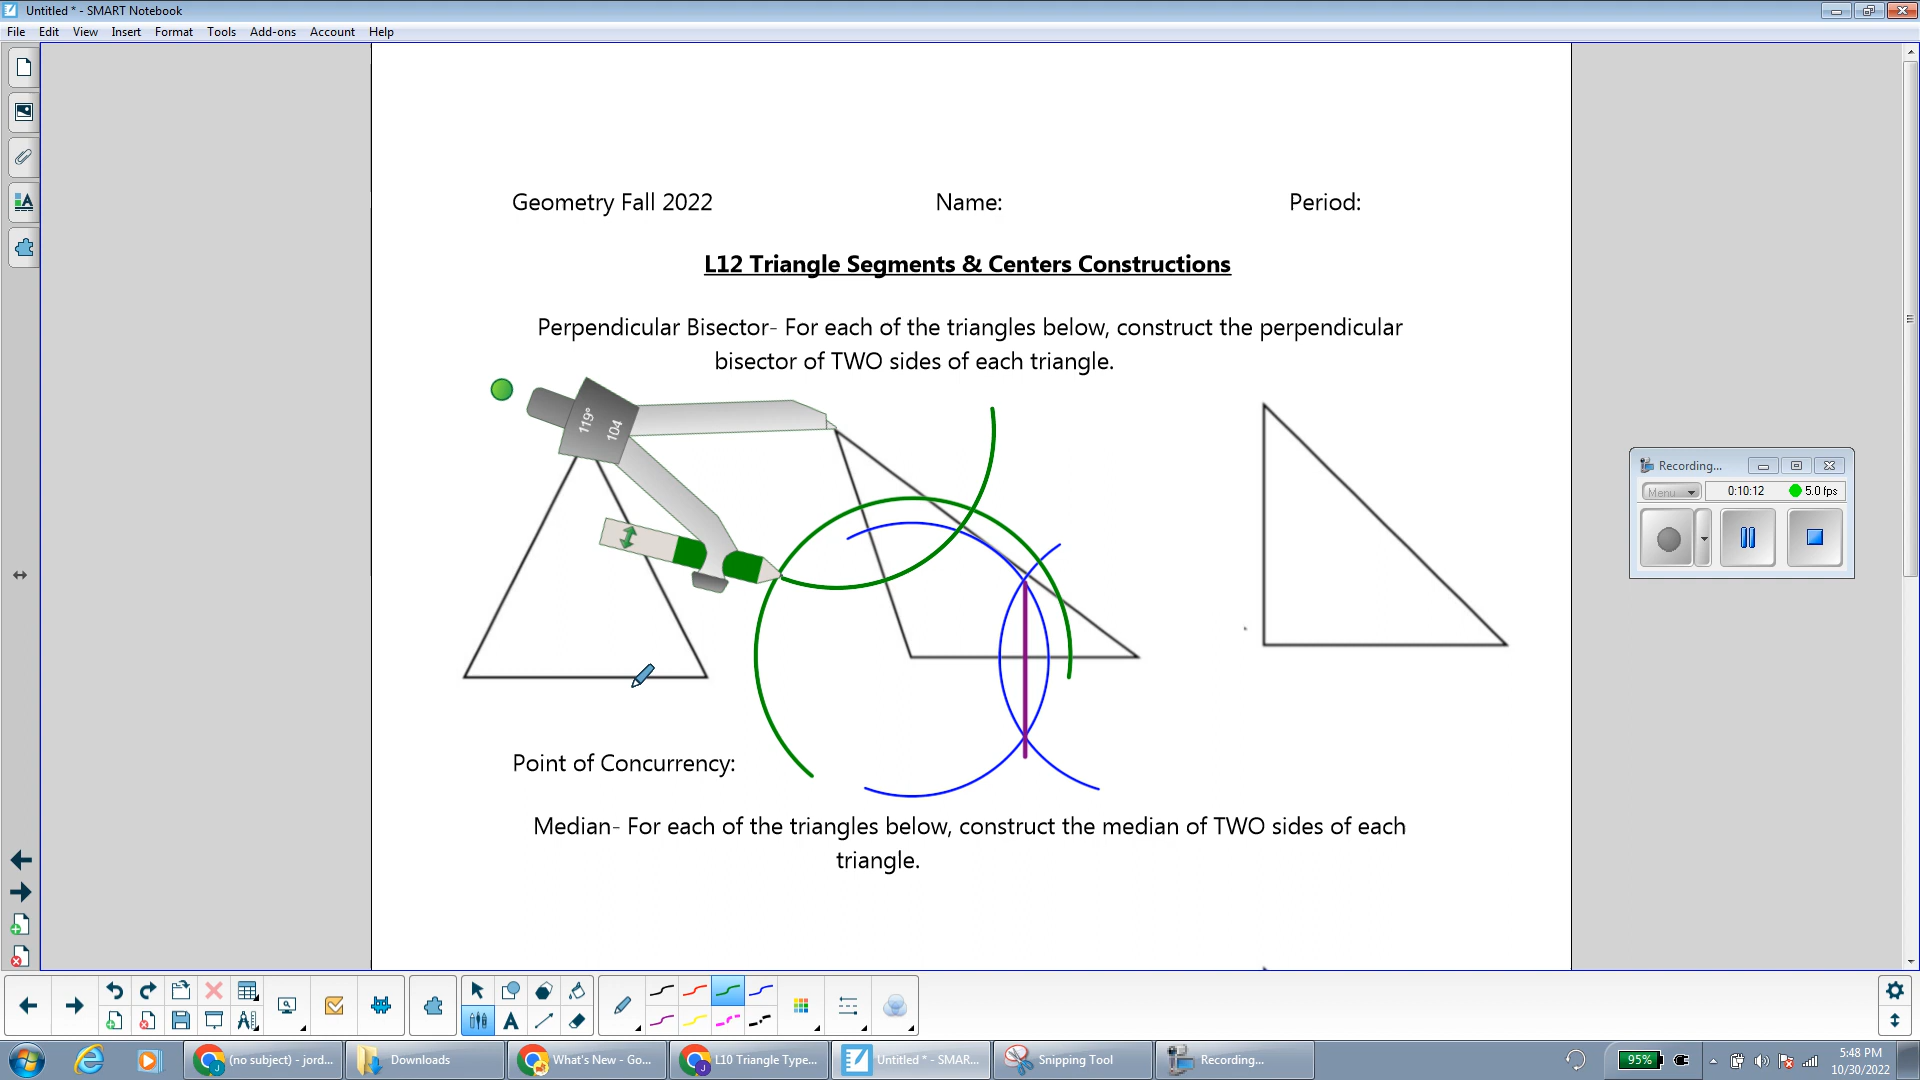 Untitled * - SMART Notebook
File Edit View Insert Format Tools Add-ons Account Help
Geometry Fall 2022 Name: Period:
L12 Triangle Segments & Centers Constructions
Perpendicular Bisector- For each of the triangles below, construct the perpendicular
bisector of TWO sides of each triangle.
119°
104
Recording...
Menu 0:10:12 5.0 fps
Point of Concurrency:
Median- For each of the triangles below, construct the median of TWO sides of each
triangle.
(no subject) - jord... Downloads What's New - Go... L10 Triangle Type... Untitled * - SMAR... Snipping Tool Recording... 95% 5:48 PM
10/30/2022